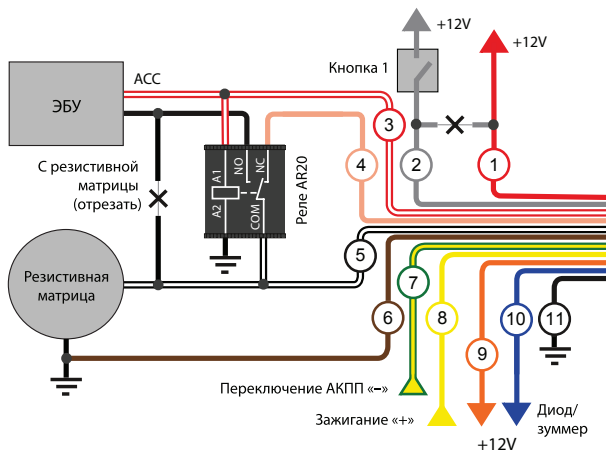 +12V
+12V
Кнопка 1
ACC
ЭБУ
3
С резистивной
матрицы
(отрезать)
A1
NO
NC
A2
COM
Реле AR20
4
2
1
5
Резистивная
матрица
6
7
8
9
10
11
Переключение АКПП «–»
Зажигание «+»
+12V
Диод/
зуммер